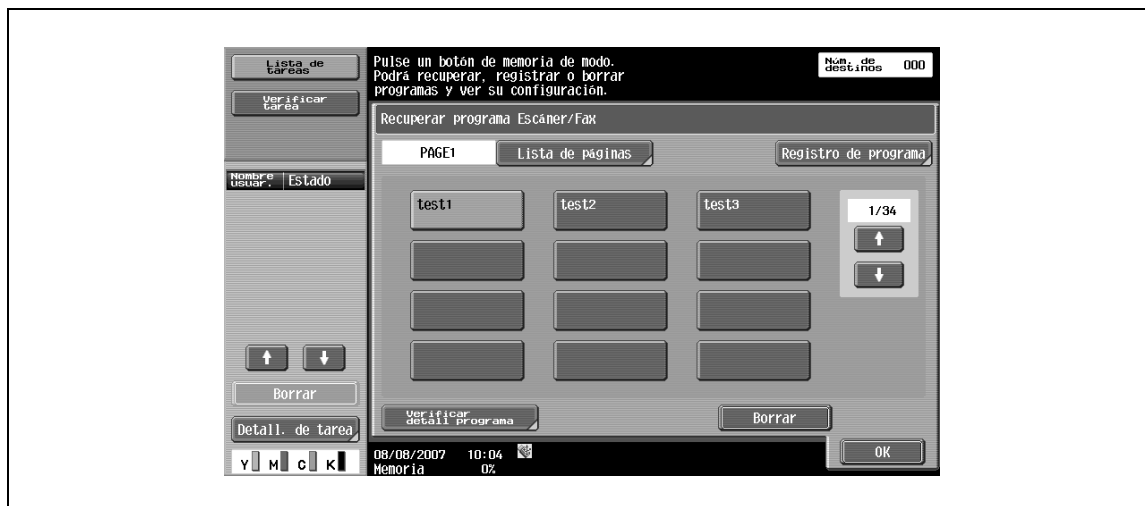 Lista de
tareas
Verificar
tarea
Nombre
usuar.
Estado
Borrar
Detall. de tarea
Y M C K
Pulse un botón de memoria de modo.
Podrá recuperar, registrar o borrar
programas y ver su configuración.
Núm. de
destinos
000
Recuperar programa Escáner/Fax
PAGE1
Lista de páginas
Registro de programa
test1 test2 test3
1/34
Verificar
detall programa
Borrar
08/08/2007 10:04
Memoria 0%
OK